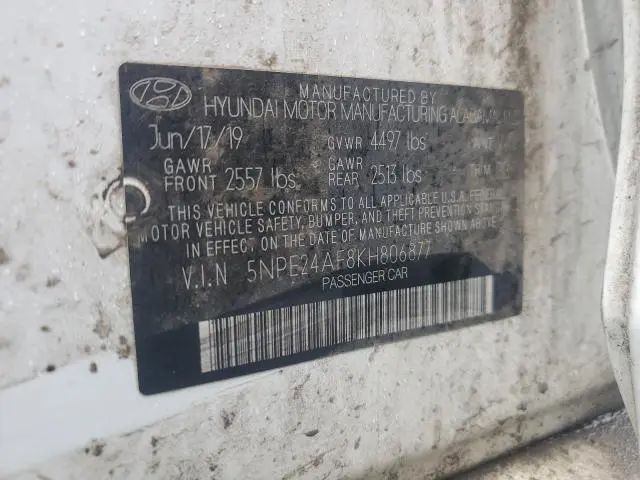 MANUFACTURED BY
HYUNDAI MOTOR MANUFACTURING
Jun/17/19 GVWR 4497 lbs
GAWR FRONT 2557 lbs GAWR REAR 2513 lbs
THIS VEHICLE CONFORMS TO ALL APPLICABLE U.S.A.
MOTOR VEHICLE SAFETY, BUMPER, AND THEFT PREVENTION
IN EFFECT ON THE DATE OF MANUFACTURE SHOWN ABOVE
V.I.N 5NPE24AF8KH806877
PASSENGER CAR